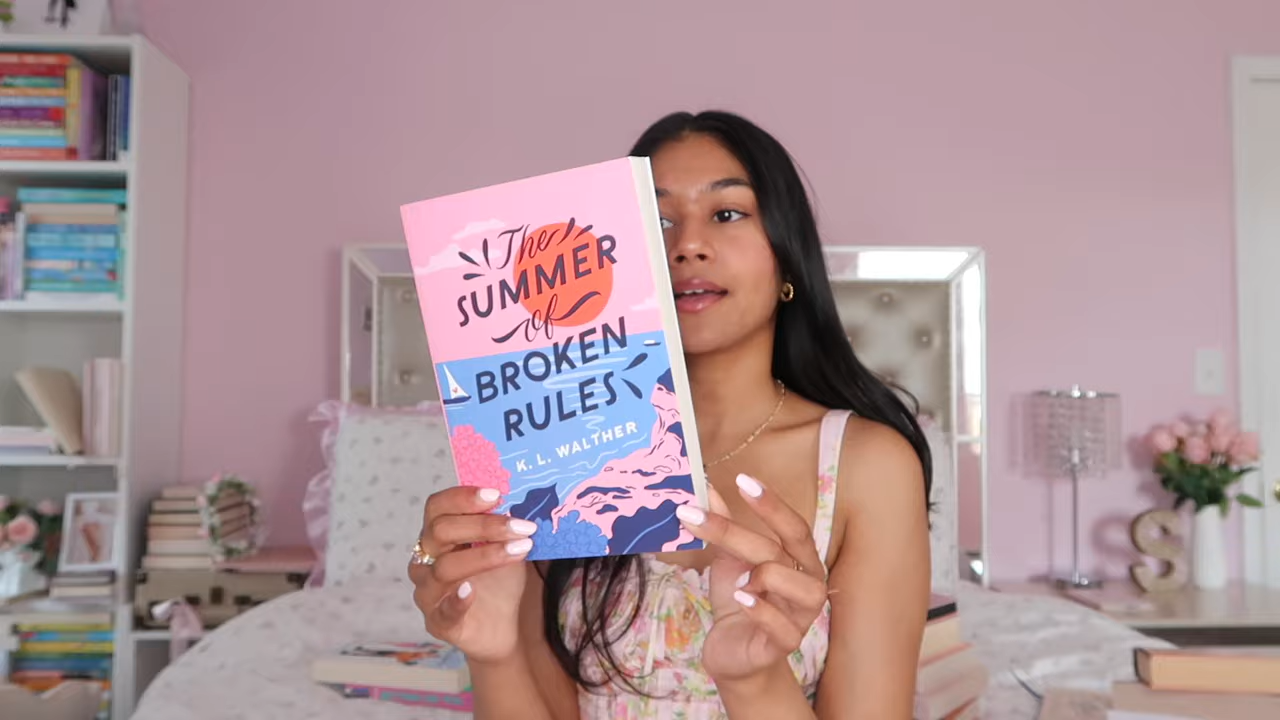 The
SUMMER
of
BROKEN
RULES
K. L. WALTHER
S